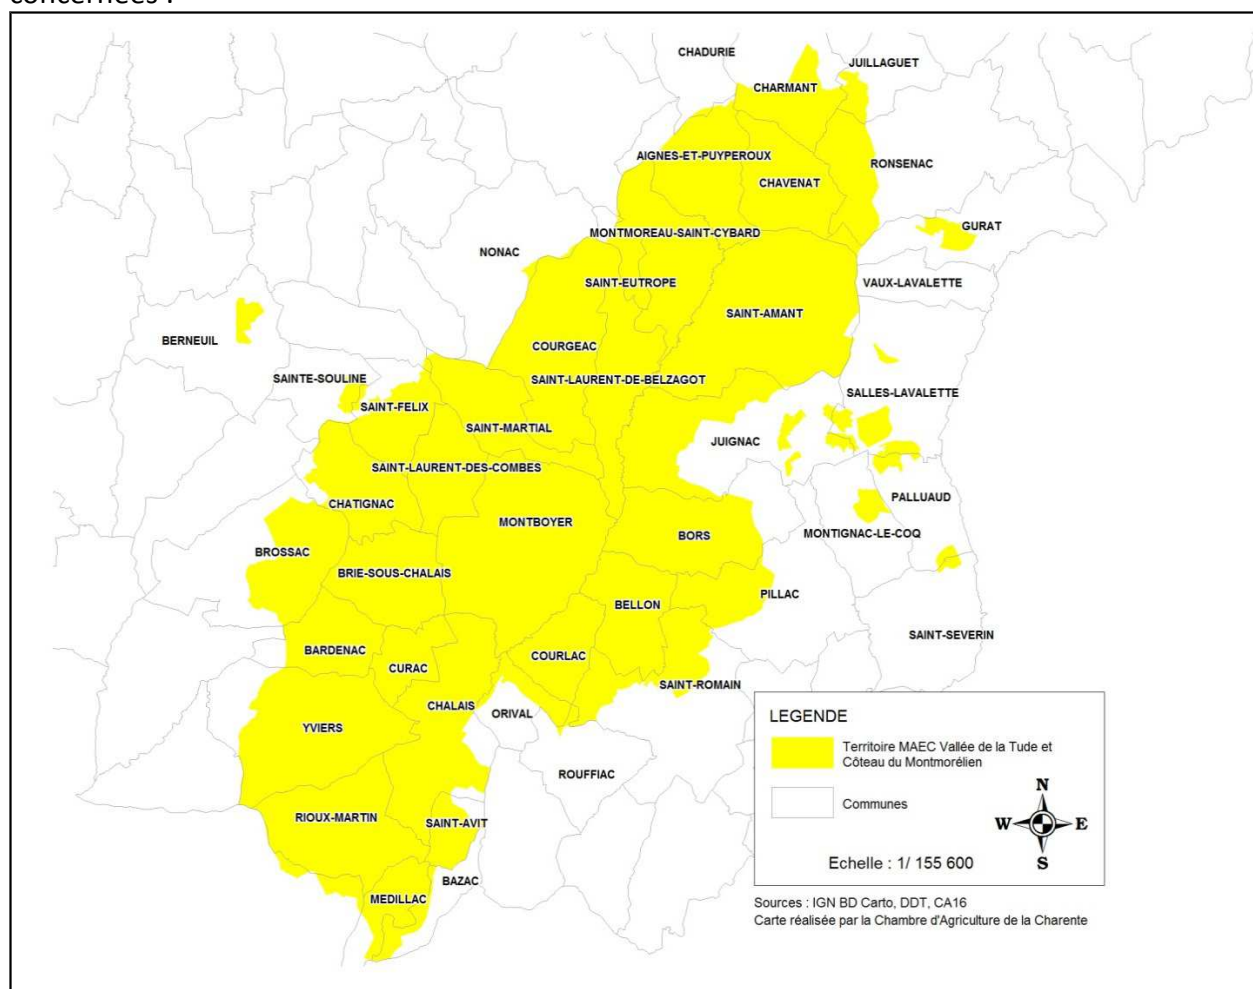 concernées :
CHADURIE
JUILLAGUET
CHARMANT
AIGNES-ET-PUYPEROUX
RONSENAC
CHAVENAT
GURAT
MONTMOREAU-SAINT-CYBARD
NONAC
SAINT-EUTROPE
VAUX-LAVALETTE
SAINT-AMANT
BERNEUIL
COURGEAC
SAINTE-SOULINE
SAINT-LAURENT-DE-BELZAGOT
SALLES-LAVALETTE
SAINT-FELIX
SAINT-MARTIAL
JUIGNAC
SAINT-LAURENT-DES-COMBES
PALLUAUD
CHATIGNAC
MONTBOYER
BORS
MONTIGNAC-LE-COQ
BROSSAC
BRIE-SOUS-CHALAIS
PILLAC
BELLON
SAINT-SEVERIN
BARDENAC
COURLAC
CURAC
SAINT-ROMAIN
CHALAIS
ORIVAL
YVIERS
ROUFFIAC
RIOUX-MARTIN
SAINT-AVIT
BAZAC
MEDILLAC
LEGENDE
Territoire MAEC Vallée de la Tude et
Côteau du Montmorélien
Communes
N
W E
S
Echelle : 1/ 155 600
Sources : IGN BD Carto, DDT, CA16
Carte réalisée par la Chambre d'Agriculture de la Charente